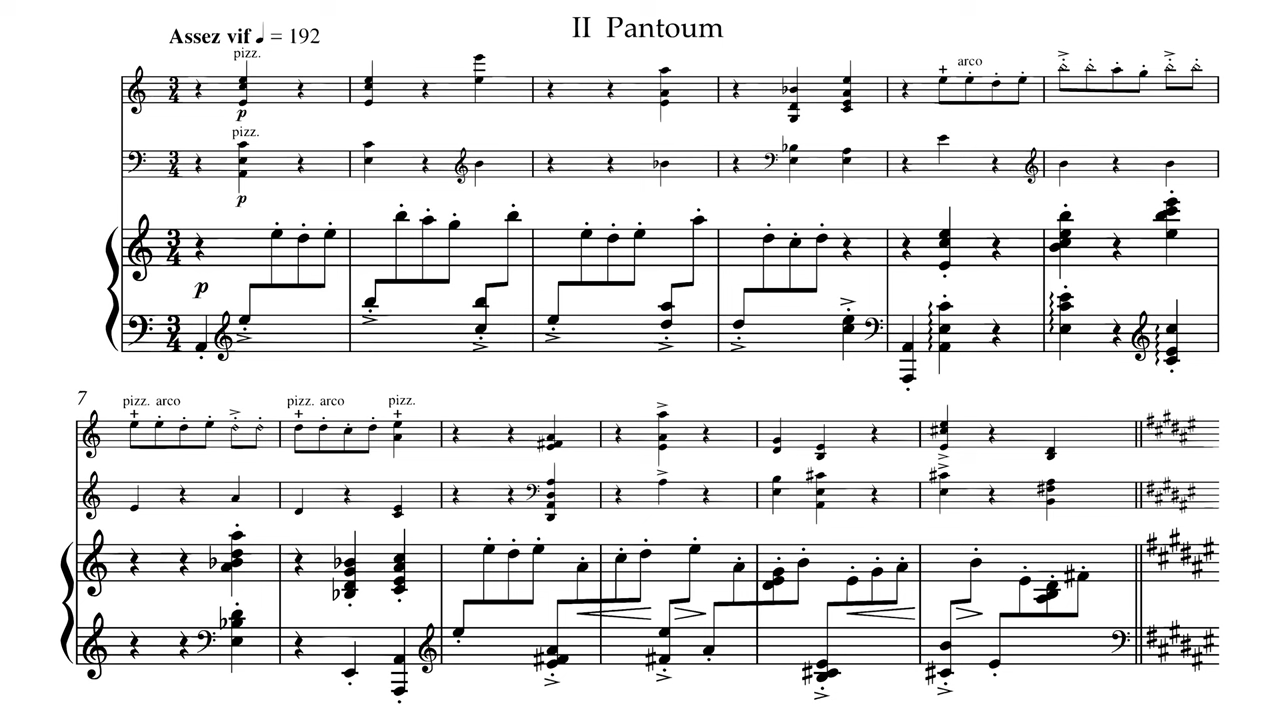 II Pantoum
Assez vif ♩ = 192
pizz.
arco
p
pizz.
p
p
7
pizz. arco
pizz. arco
pizz.